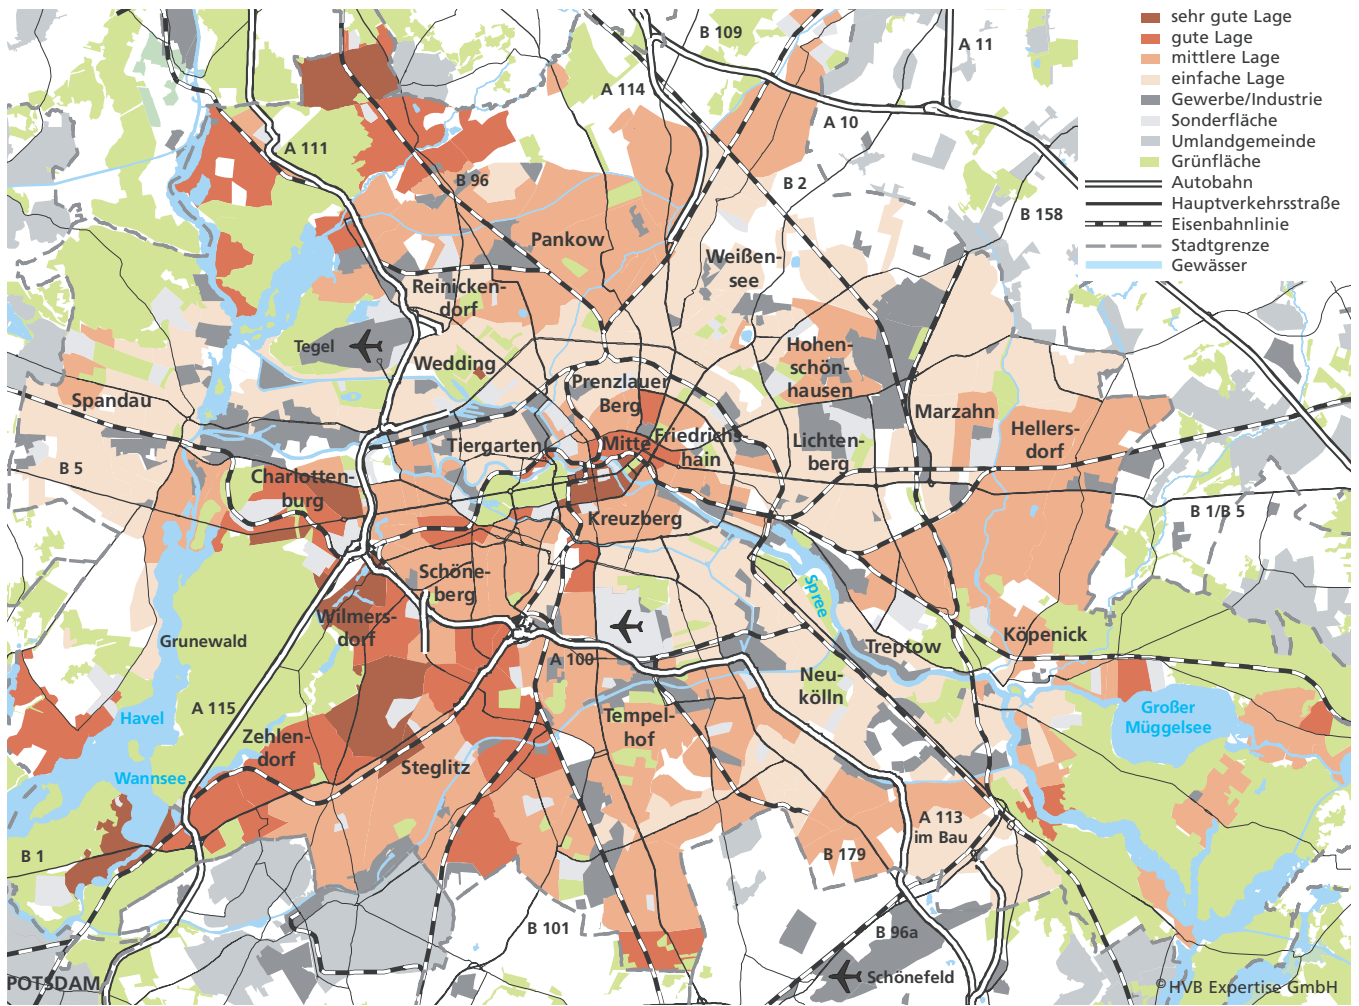 sehr gute Lage
gute Lage
mittlere Lage
einfache Lage
Gewerbe/Industrie
Sonderfläche
Umlandgemeinde
Grünfläche
Autobahn
Hauptverkehrsstraße
Eisenbahnlinie
Stadtgrenze
Gewässer
B 109
A 11
A 114
A 10
A 111
B 96
B 2
B 158
Pankow
Weißen-
see
Reinicken-
dorf
Tegel
Wedding
Hohen-
schön-
hausen
Prenzlauer
Berg
Spandau
Marzahn
Hellers-
dorf
Tiergarten
Mitte
Friedrichs-
hain
Lichten-
berg
B 5
Charlotten-
burg
B 1/B 5
Kreuzberg
Schöne-
berg
Spree
Wilmers-
dorf
Grunewald
Treptow
Köpenick
A 100
Neu-
kölln
A 115
Havel
Großer
Müggelsee
Tempel-
hof
Zehlen-
dorf
Steglitz
Wannsee
A 113
im Bau
B 1
B 179
B 101
B 96a
Schönefeld
POTSDAM
© HVB Expertise GmbH